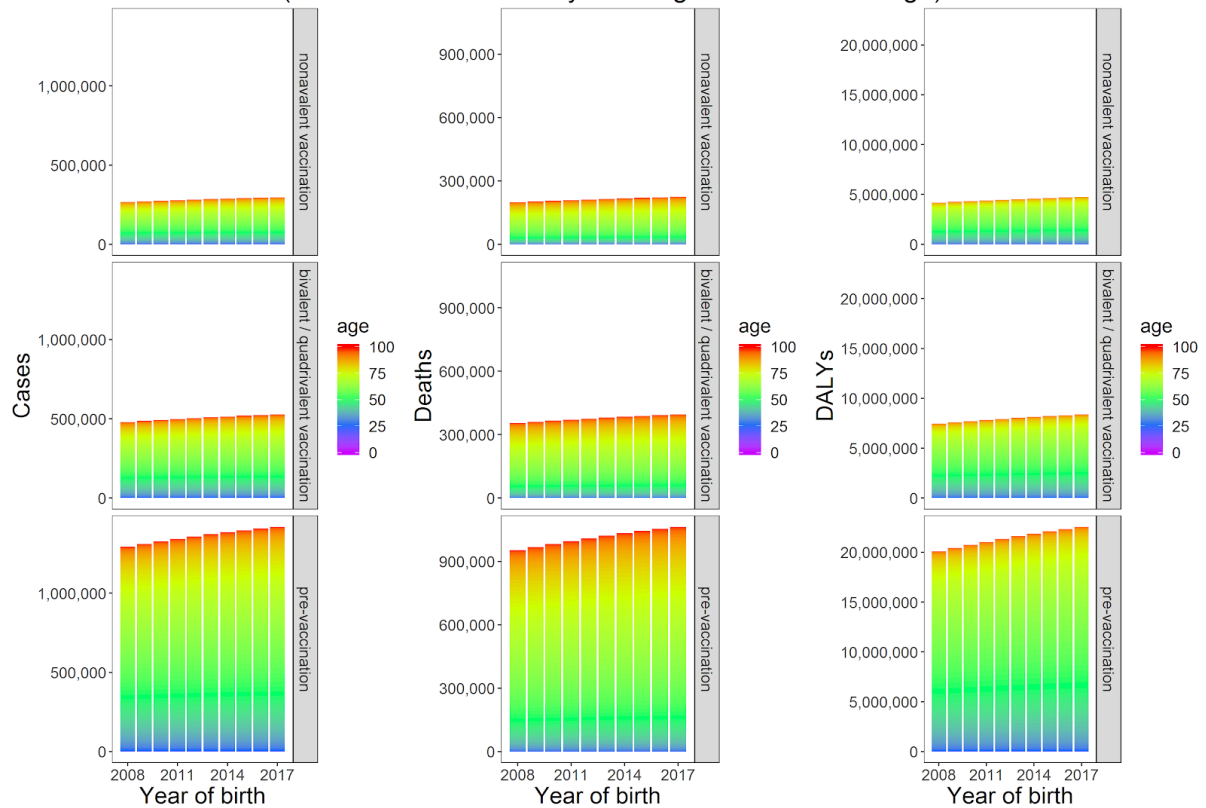 900,000
600,000
300,000
0
1,000,000
500,000
0
20,000,000
15,000,000
10,000,000
5,000,000
0
nonavalent vaccination
nonavalent vaccination
nonavalent vaccination
Cases
1,000,000
500,000
0
bivalent / quadrivalent vaccination
age
100
75
50
25
0
Deaths
900,000
600,000
300,000
0
bivalent / quadrivalent vaccination
age
100
75
50
25
0
DALYs
20,000,000
15,000,000
10,000,000
5,000,000
0
bivalent / quadrivalent vaccination
age
100
75
50
25
0
1,000,000
500,000
0
pre-vaccination
900,000
600,000
300,000
0
pre-vaccination
20,000,000
15,000,000
10,000,000
5,000,000
0
pre-vaccination
2008 2011 2014 2017
Year of birth
2008 2011 2014 2017
Year of birth
2008 2011 2014 2017
Year of birth